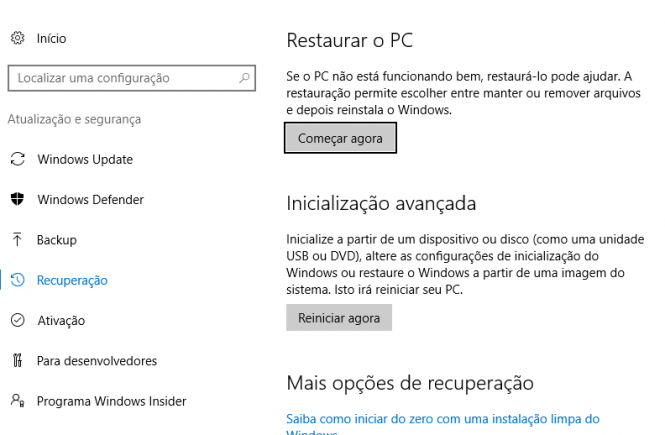 Início
Localizar uma configuração
Atualização e segurança
Windows Update
Windows Defender
Backup
Recuperação
Ativação
Para desenvolvedores
Programa Windows Insider
Restaurar o PC
Se o PC não está funcionando bem, restaurá-lo pode ajudar. A
restauração permite escolher entre manter ou remover arquivos
e depois reinstala o Windows.
Começar agora
Inicialização avançada
Inicialize a partir de um dispositivo ou disco (como uma unidade
USB ou DVD), altere as configurações de inicialização do
Windows ou restaure o Windows a partir de uma imagem do
sistema. Isto irá reiniciar seu PC.
Reiniciar agora
Mais opções de recuperação
Saiba como iniciar do zero com uma instalação limpa do
Windows